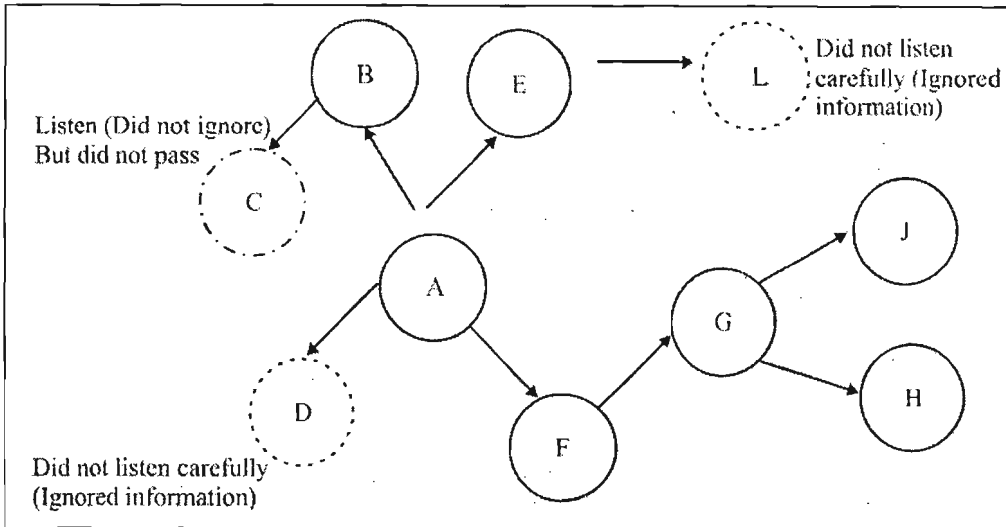 B
E
L
Did not listen
carefully (Ignored
information)
Listen (Did not ignore)
But did not pass
C
J
A
G
D
H
F
Did not listen carefully
(Ignored information)